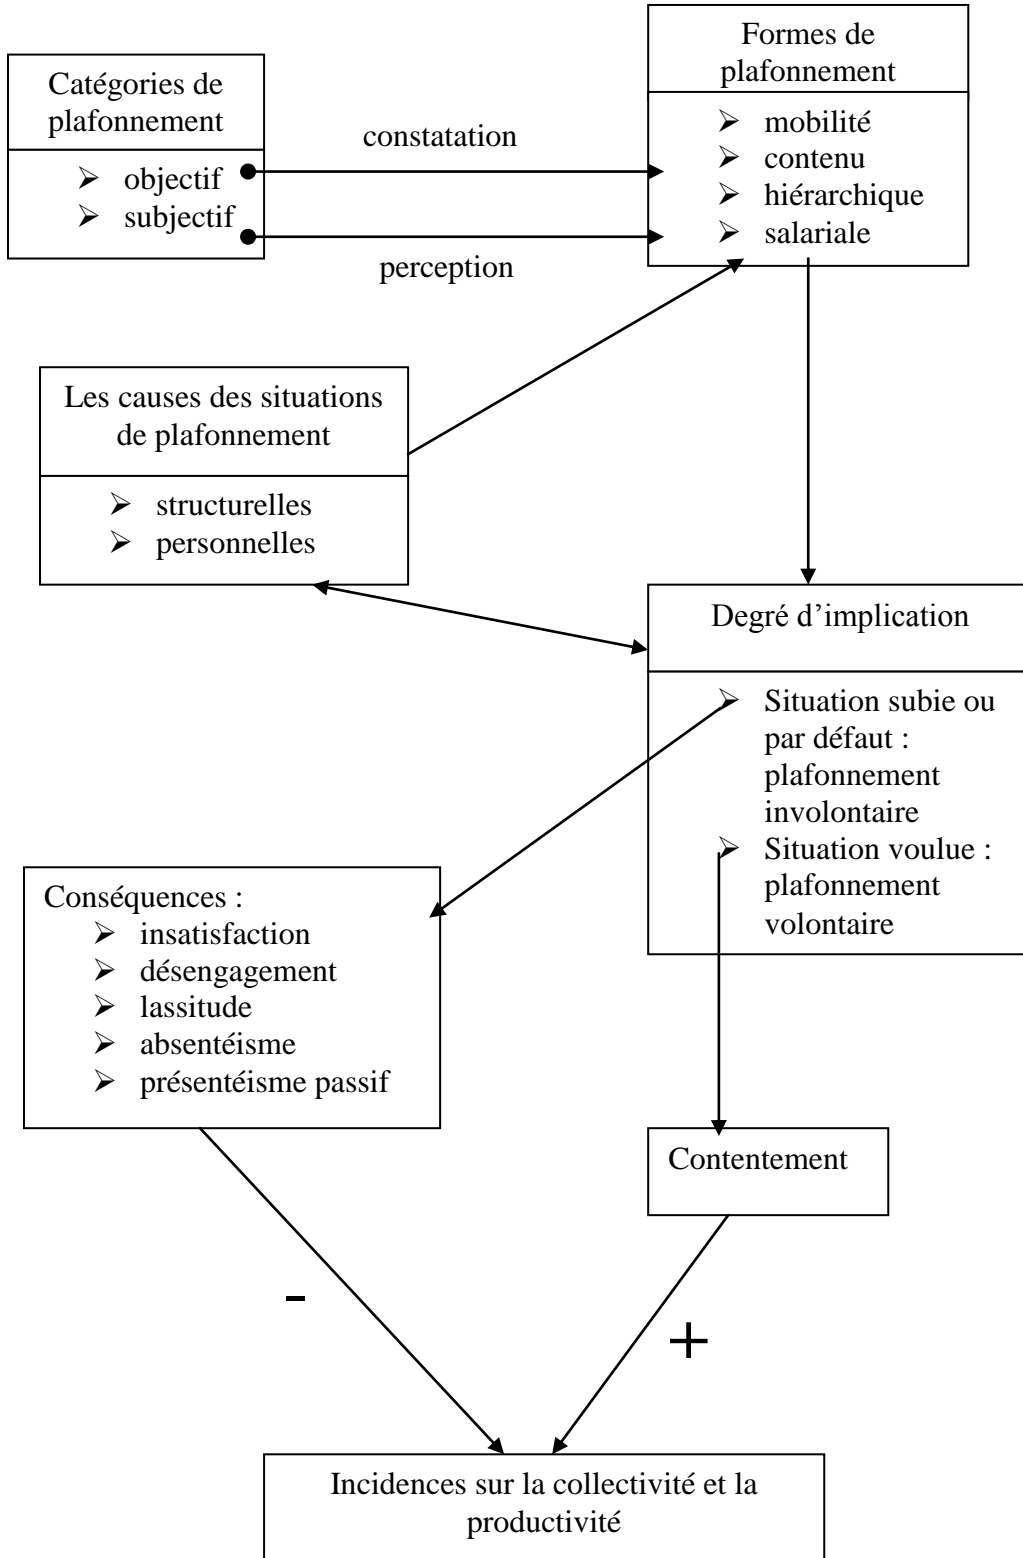 Formes de
plafonnement
➢ mobilité
➢ contenu
➢ hiérarchique
➢ salariale
Catégories de
plafonnement
➢ objectif
➢ subjectif
constatation
perception
Les causes des situations
de plafonnement
➢ structurelles
➢ personnelles
Degré d’implication
➢ Situation subie ou
par défaut :
plafonnement
involontaire
➢ Situation voulue :
plafonnement
volontaire
Conséquences :
➢ insatisfaction
➢ désengagement
➢ lassitude
➢ absentéisme
➢ présentéisme passif
Contentement
-
+
Incidences sur la collectivité et la
productivité